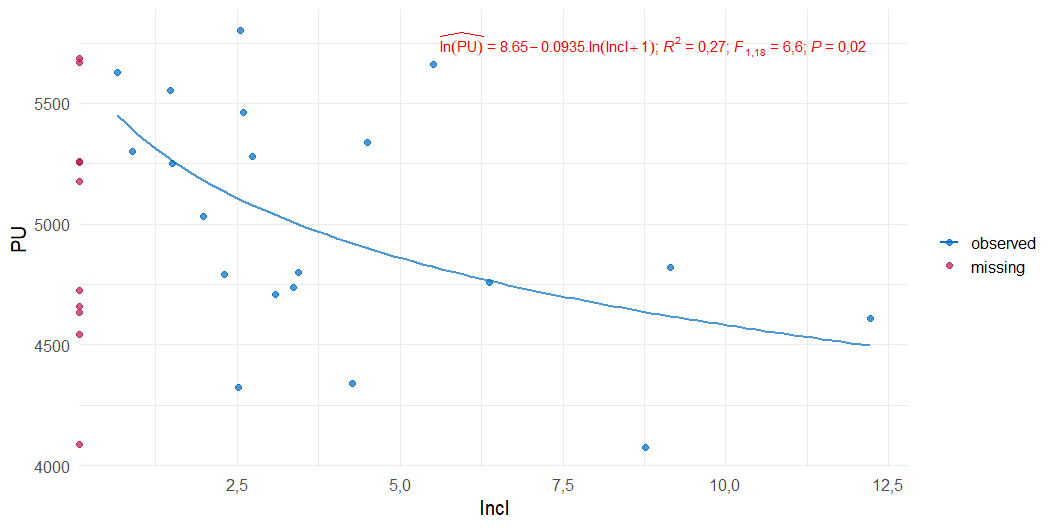 ln(PU) = 8.65 − 0.0935.ln(Incl + 1); R² = 0,27; F1,18 = 6,6; P = 0,02
5500
5000
4500
4000
PU
2,5 5,0 7,5 10,0 12,5
Incl
observed
missing